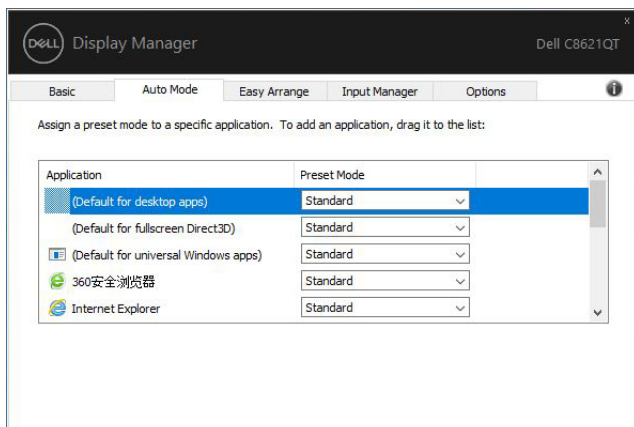 DELL Display Manager
Dell C8621QT
Basic Auto Mode Easy Arrange Input Manager Options
Assign a preset mode to a specific application. To add an application, drag it to the list:
Application Preset Mode
(Default for desktop apps) Standard
(Default for fullscreen Direct3D) Standard
(Default for universal Windows apps) Standard
360安全浏览器 Standard
Internet Explorer Standard